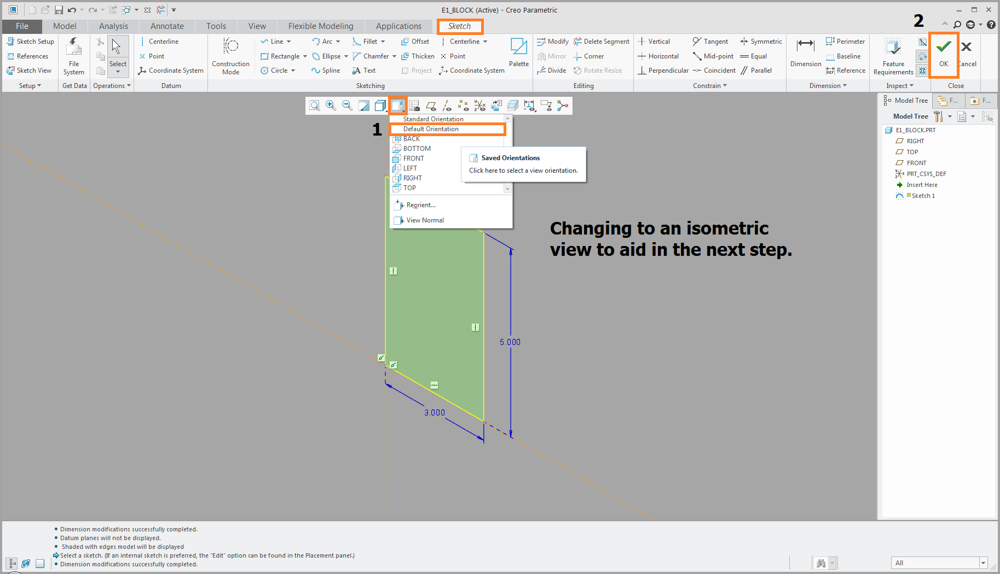 E1_BLOCK (Active) - Creo Parametric
File Model Analysis Annotate Tools View Flexible Modeling Applications Sketch
2
Sketch Setup
References
Sketch View
Setup
File System
Get Data
Select
Operations
Centerline
Point
Coordinate System
Datum
Construction Mode
Line Arc Fillet Offset Centerline
Rectangle Ellipse Chamfer Thicken Point
Circle Spline Text Project Coordinate System
Palette
Sketching
Modify Delete Segment
Mirror Corner
Divide Rotate Resize
Editing
Vertical Tangent Symmetric
Horizontal Mid-point Equal
Perpendicular Coincident Parallel
Constrain
Dimension
Perimeter
Baseline
REF Reference
Dimension
Feature Requirements
Inspect
OK
Cancel
Close
1
Standard Orientation
Default Orientation
BACK
BOTTOM
FRONT
LEFT
RIGHT
TOP
Reorient...
View Normal
Saved Orientations
Click here to select a view orientation.
Changing to an isometric
view to aid in the next step.
5.000
3.000
Model Tree F... F...
Model Tree
E1_BLOCK.PRT
RIGHT
TOP
FRONT
PRT_CSYS_DEF
Insert Here
Sketch 1
• Dimension modifications successfully completed.
• Datum planes will not be displayed.
• Shaded with edges model will be displayed
Select a sketch. (If an internal sketch is preferred, the "Edit" option can be found in the Placement panel.)
• Dimension modifications successfully completed.
All